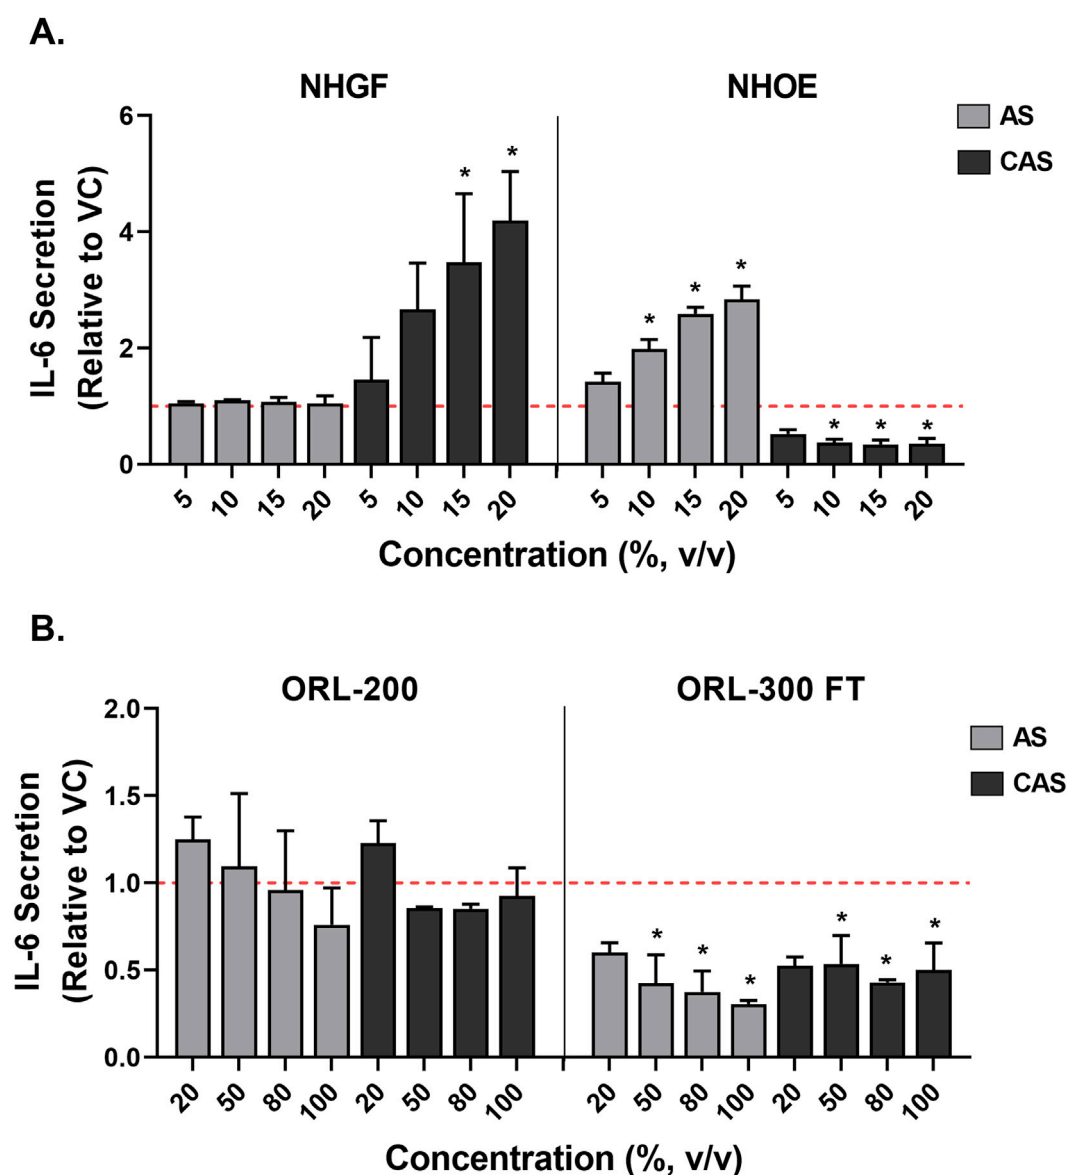 A.
NHGF NHOE
AS
CAS
IL-6 Secretion
(Relative to VC)
6
4
2
0
* * * * * * * *
5 10 15 20 5 10 15 20 5 10 15 20 5 10 15 20
Concentration (%, v/v)
B.
ORL-200 ORL-300 FT
AS
CAS
IL-6 Secretion
(Relative to VC)
2.0
1.5
1.0
0.5
0.0
* * * * * *
20 50 80 100 20 50 80 100 20 50 80 100 20 50 80 100
Concentration (%, v/v)